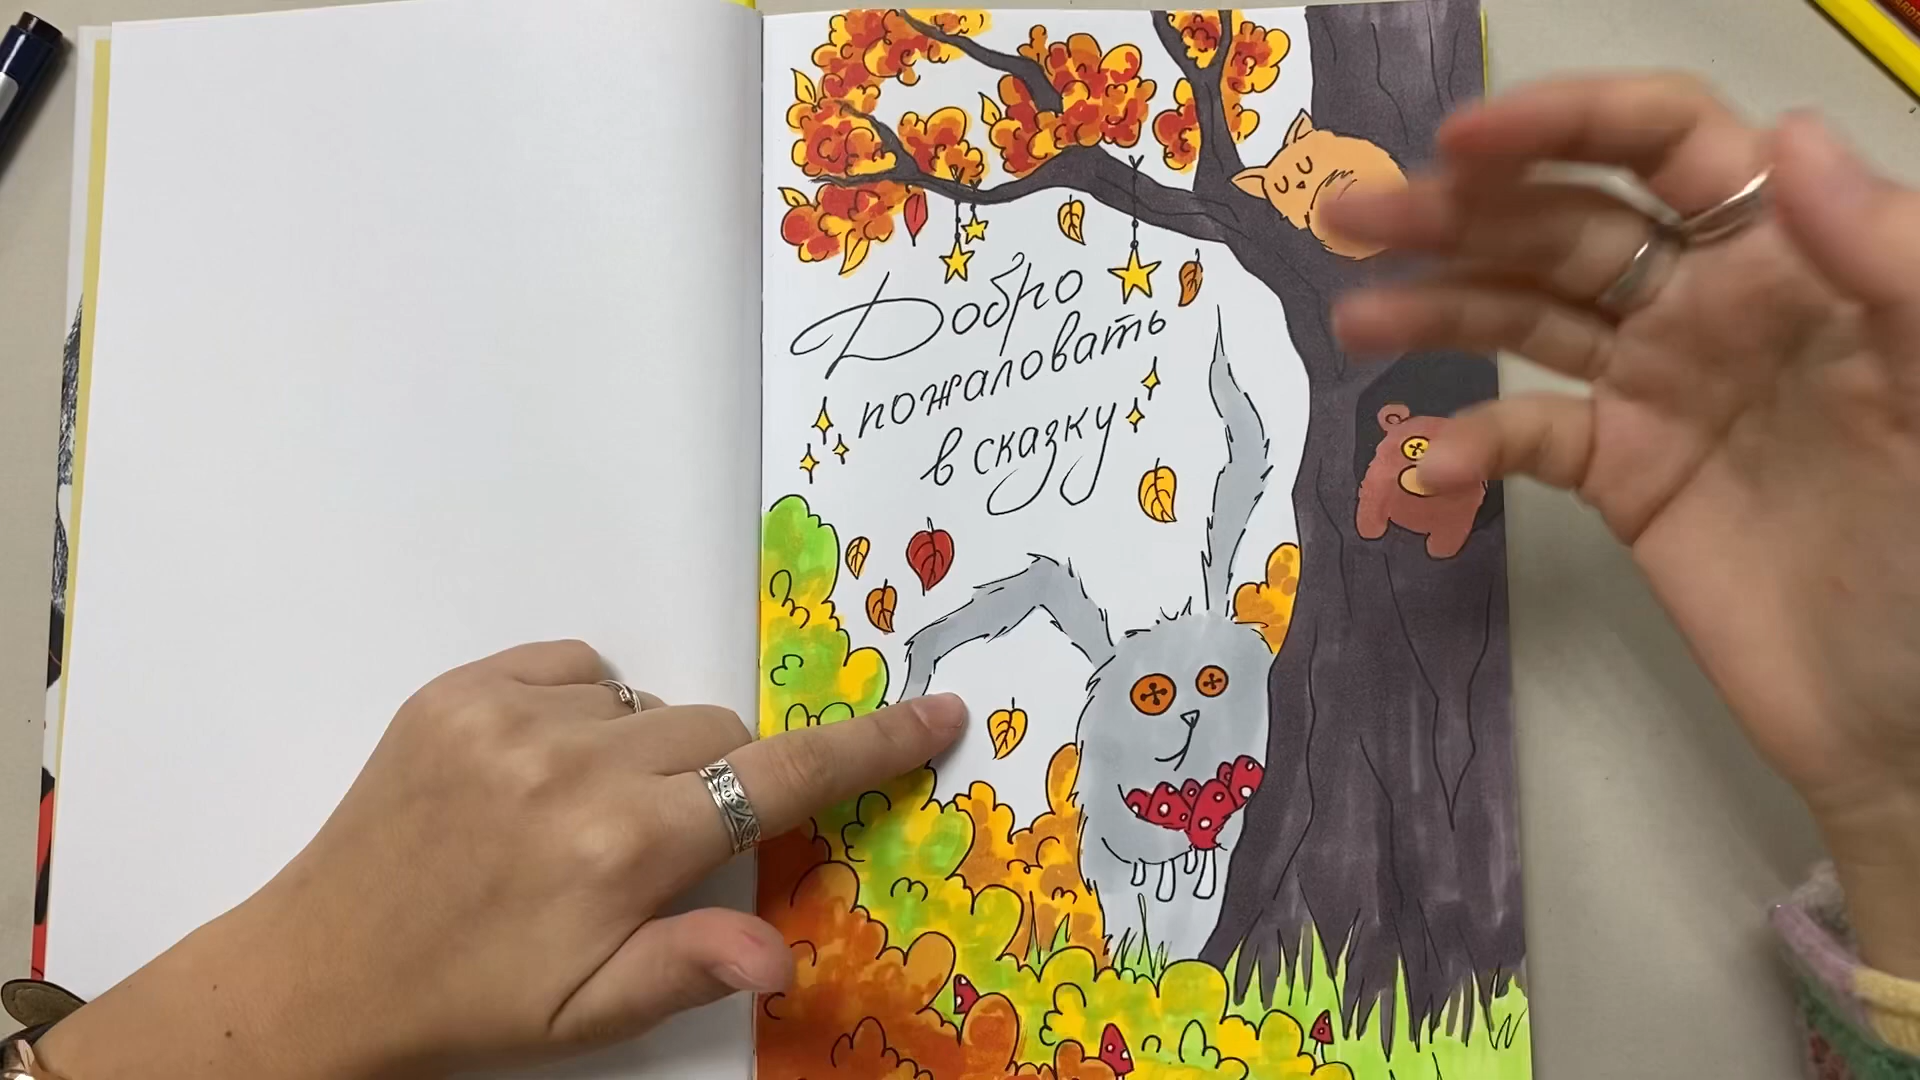 Добро
пожаловать
в сказку